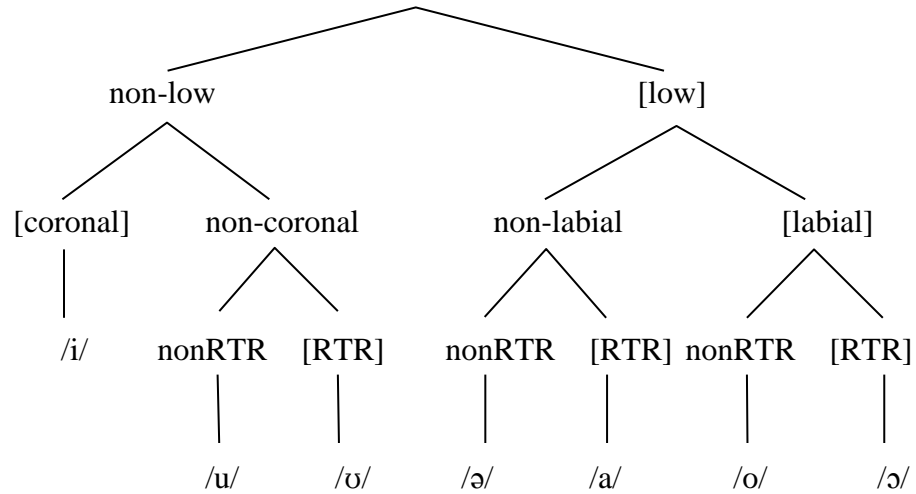 non-low [low]
[coronal] non-coronal non-labial [labial]
/i/ nonRTR [RTR] nonRTR [RTR] nonRTR [RTR]
/u/ /ʊ/ /ə/ /a/ /o/ /ɔ/